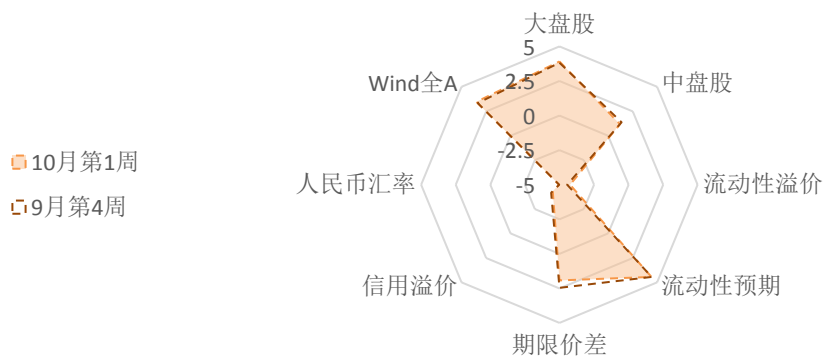 大盘股
5
Wind全A
2.5
中盘股
0
10月第1周
-2.5
人民币汇率
-5
流动性溢价
9月第4周
信用溢价
流动性预期
期限价差